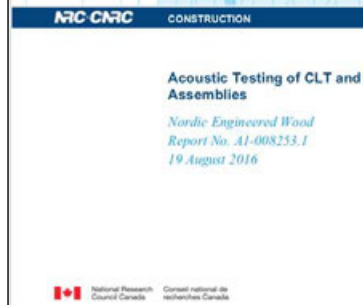 NRC·CNRC CONSTRUCTION
Acoustic Testing of CLT and
Assemblies
Nordic Engineered Wood
Report No. A1-008253.1
19 August 2016
National Research Conseil national de
Council Canada recherches Canada